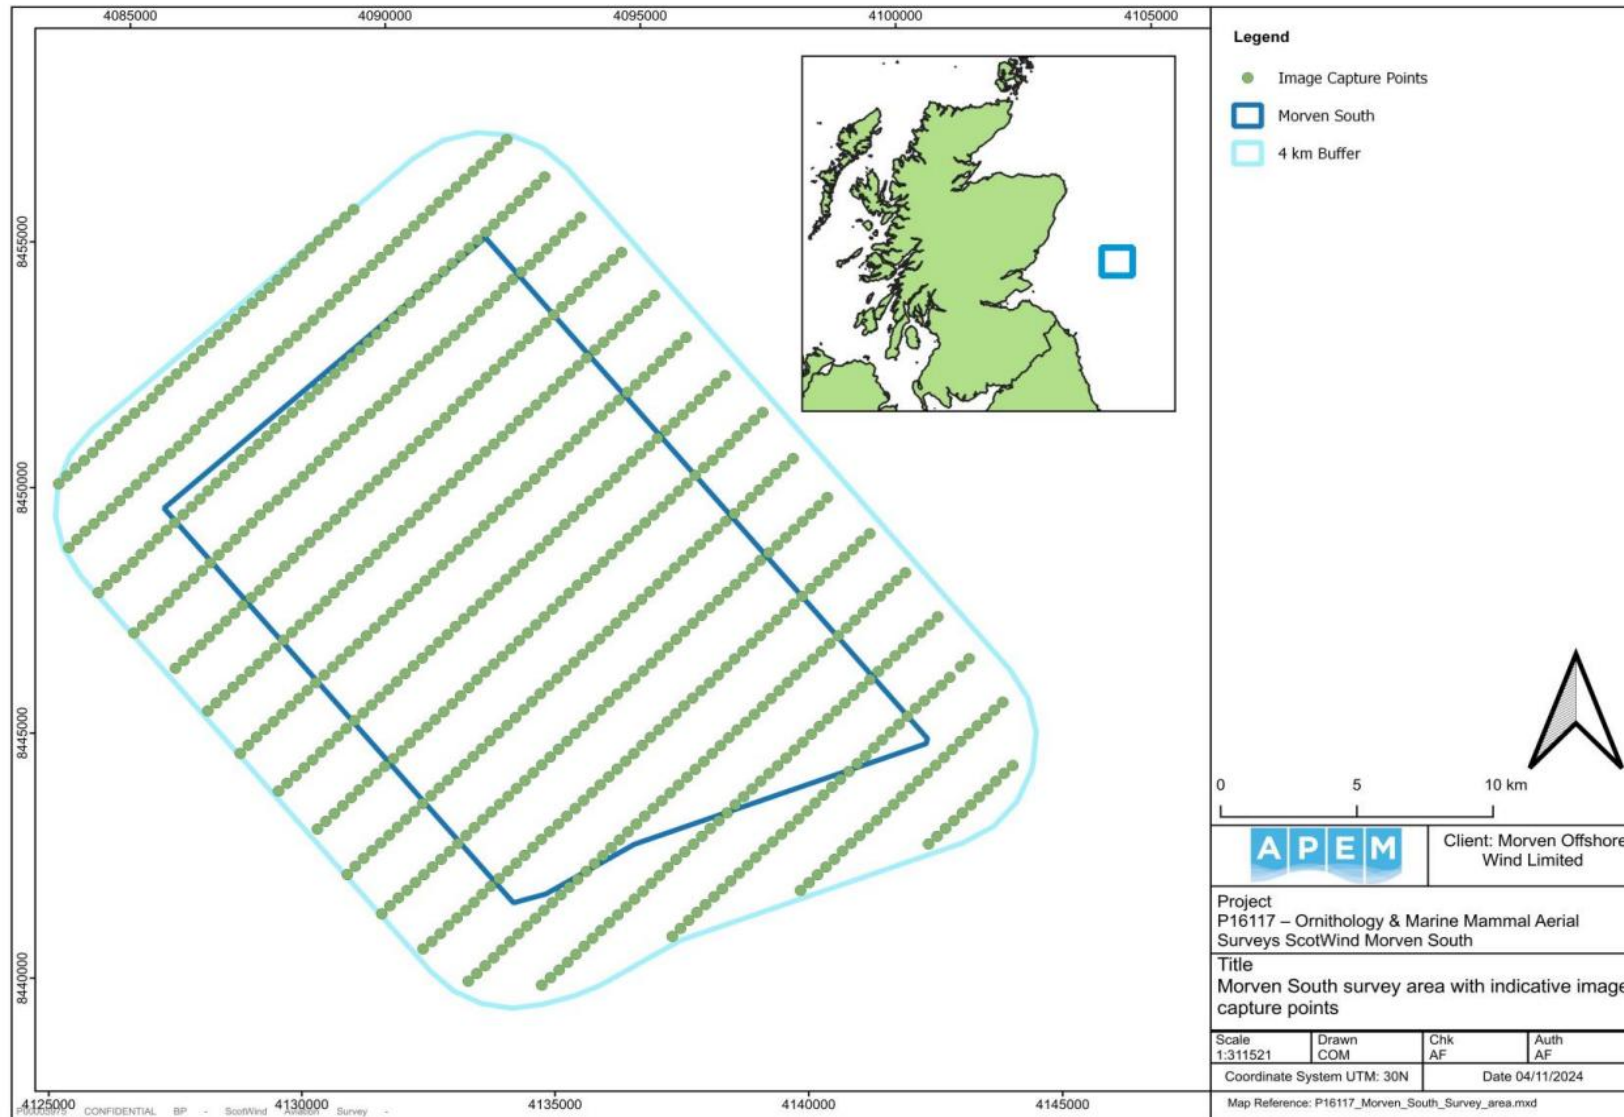 4085000 4090000 4095000 4100000 4105000
8455000
8450000
8445000
8440000
4125000 4130000 4135000 4140000 4145000
P00005975 CONFIDENTIAL BP - ScotWind Aviation Survey -
Legend
Image Capture Points
Morven South
4 km Buffer
0 5 10 km
APEM
Client: Morven Offshore
Wind Limited
Project
P16117 – Ornithology & Marine Mammal Aerial
Surveys ScotWind Morven South
Title
Morven South survey area with indicative image
capture points
Scale Drawn Chk Auth
1:311521 COM AF AF
Coordinate System UTM: 30N Date 04/11/2024
Map Reference: P16117_Morven_South_Survey_area.mxd